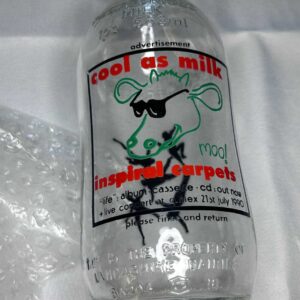 advertisement
cool as milk
moo!
inspiral carpets
"life": album · cassette · cd : out now
+ live concert at g-mex 21st july 1990
please rinse and return